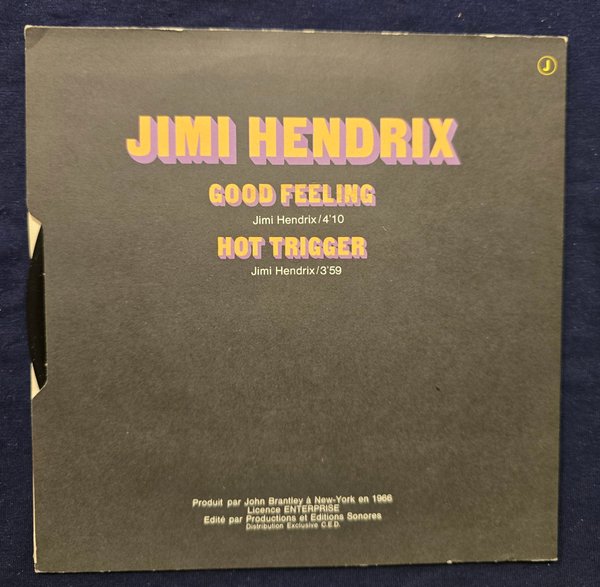 J
JIMI HENDRIX
GOOD FEELING
Jimi Hendrix/4'10
HOT TRIGGER
Jimi Hendrix/3'59
Produit par John Brantley à New-York en 1966
Licence ENTERPRISE
Edité par Productions et Editions Sonores
Distribution Exclusive C.E.D.